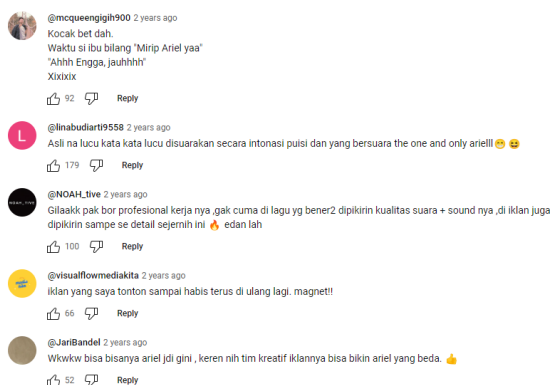 @mcqueengigih900 2 years ago
Kocak bet dah.
Waktu si ibu bilang "Mirip Ariel yaa"
"Ahhh Engga, jauhhhh"
Xixixix
92 Reply
L
@linabudiarti9558 2 years ago
Asli na lucu kata kata lucu disuarakan secara intonasi puisi dan yang bersuara the one and only arielll😁 😆
179 Reply
NOAH_TIVE
@NOAH_tive 2 years ago
Gilaakk pak bor profesional kerja nya ,gak cuma di lagu yg bener2 dipikirin kualitas suara + sound nya ,di iklan juga
dipikirin sampe se detail sejernih ini 🔥 edan lah
100 Reply
@visualflowmediakita 2 years ago
iklan yang saya tonton sampai habis terus di ulang lagi. magnet!!
66 Reply
@JariBandel 2 years ago
Wkwkw bisa bisanya ariel jdi gini , keren nih tim kreatif iklannya bisa bikin ariel yang beda. 👍
52 Reply